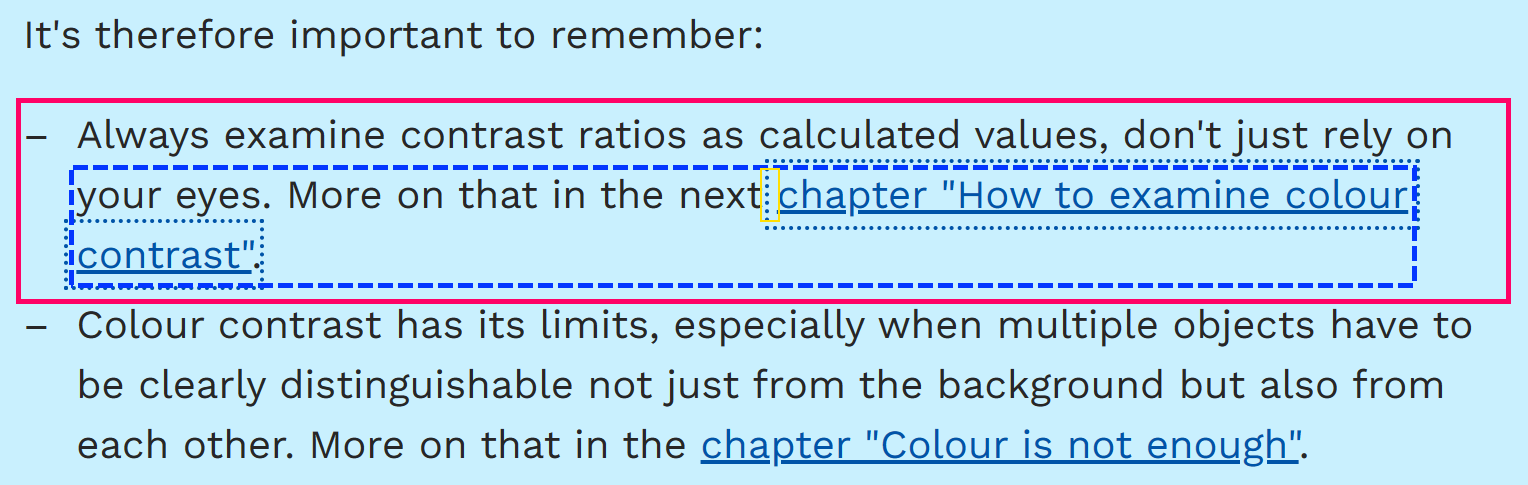 It's therefore important to remember:
– Always examine contrast ratios as calculated values, don't just rely on
your eyes. More on that in the next chapter "How to examine colour
contrast".
– Colour contrast has its limits, especially when multiple objects have to
be clearly distinguishable not just from the background but also from
each other. More on that in the chapter "Colour is not enough".